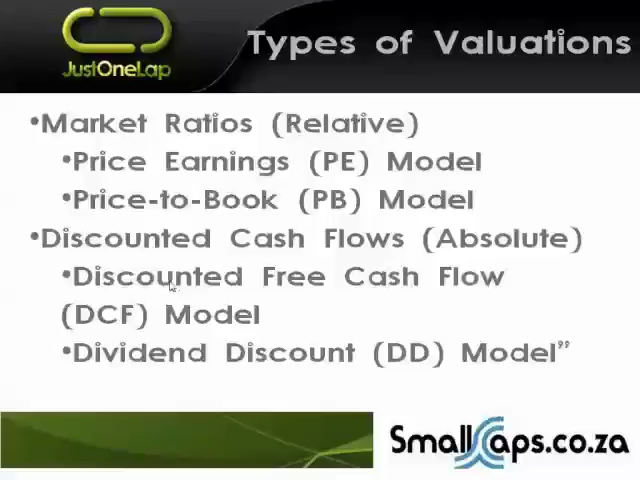 JustOneLap
Types of Valuations
•Market Ratios (Relative)
•Price Earnings (PE) Model
•Price-to-Book (PB) Model
•Discounted Cash Flows (Absolute)
•Discounted Free Cash Flow
(DCF) Model
•Dividend Discount (DD) Model”
SmallCaps.co.za